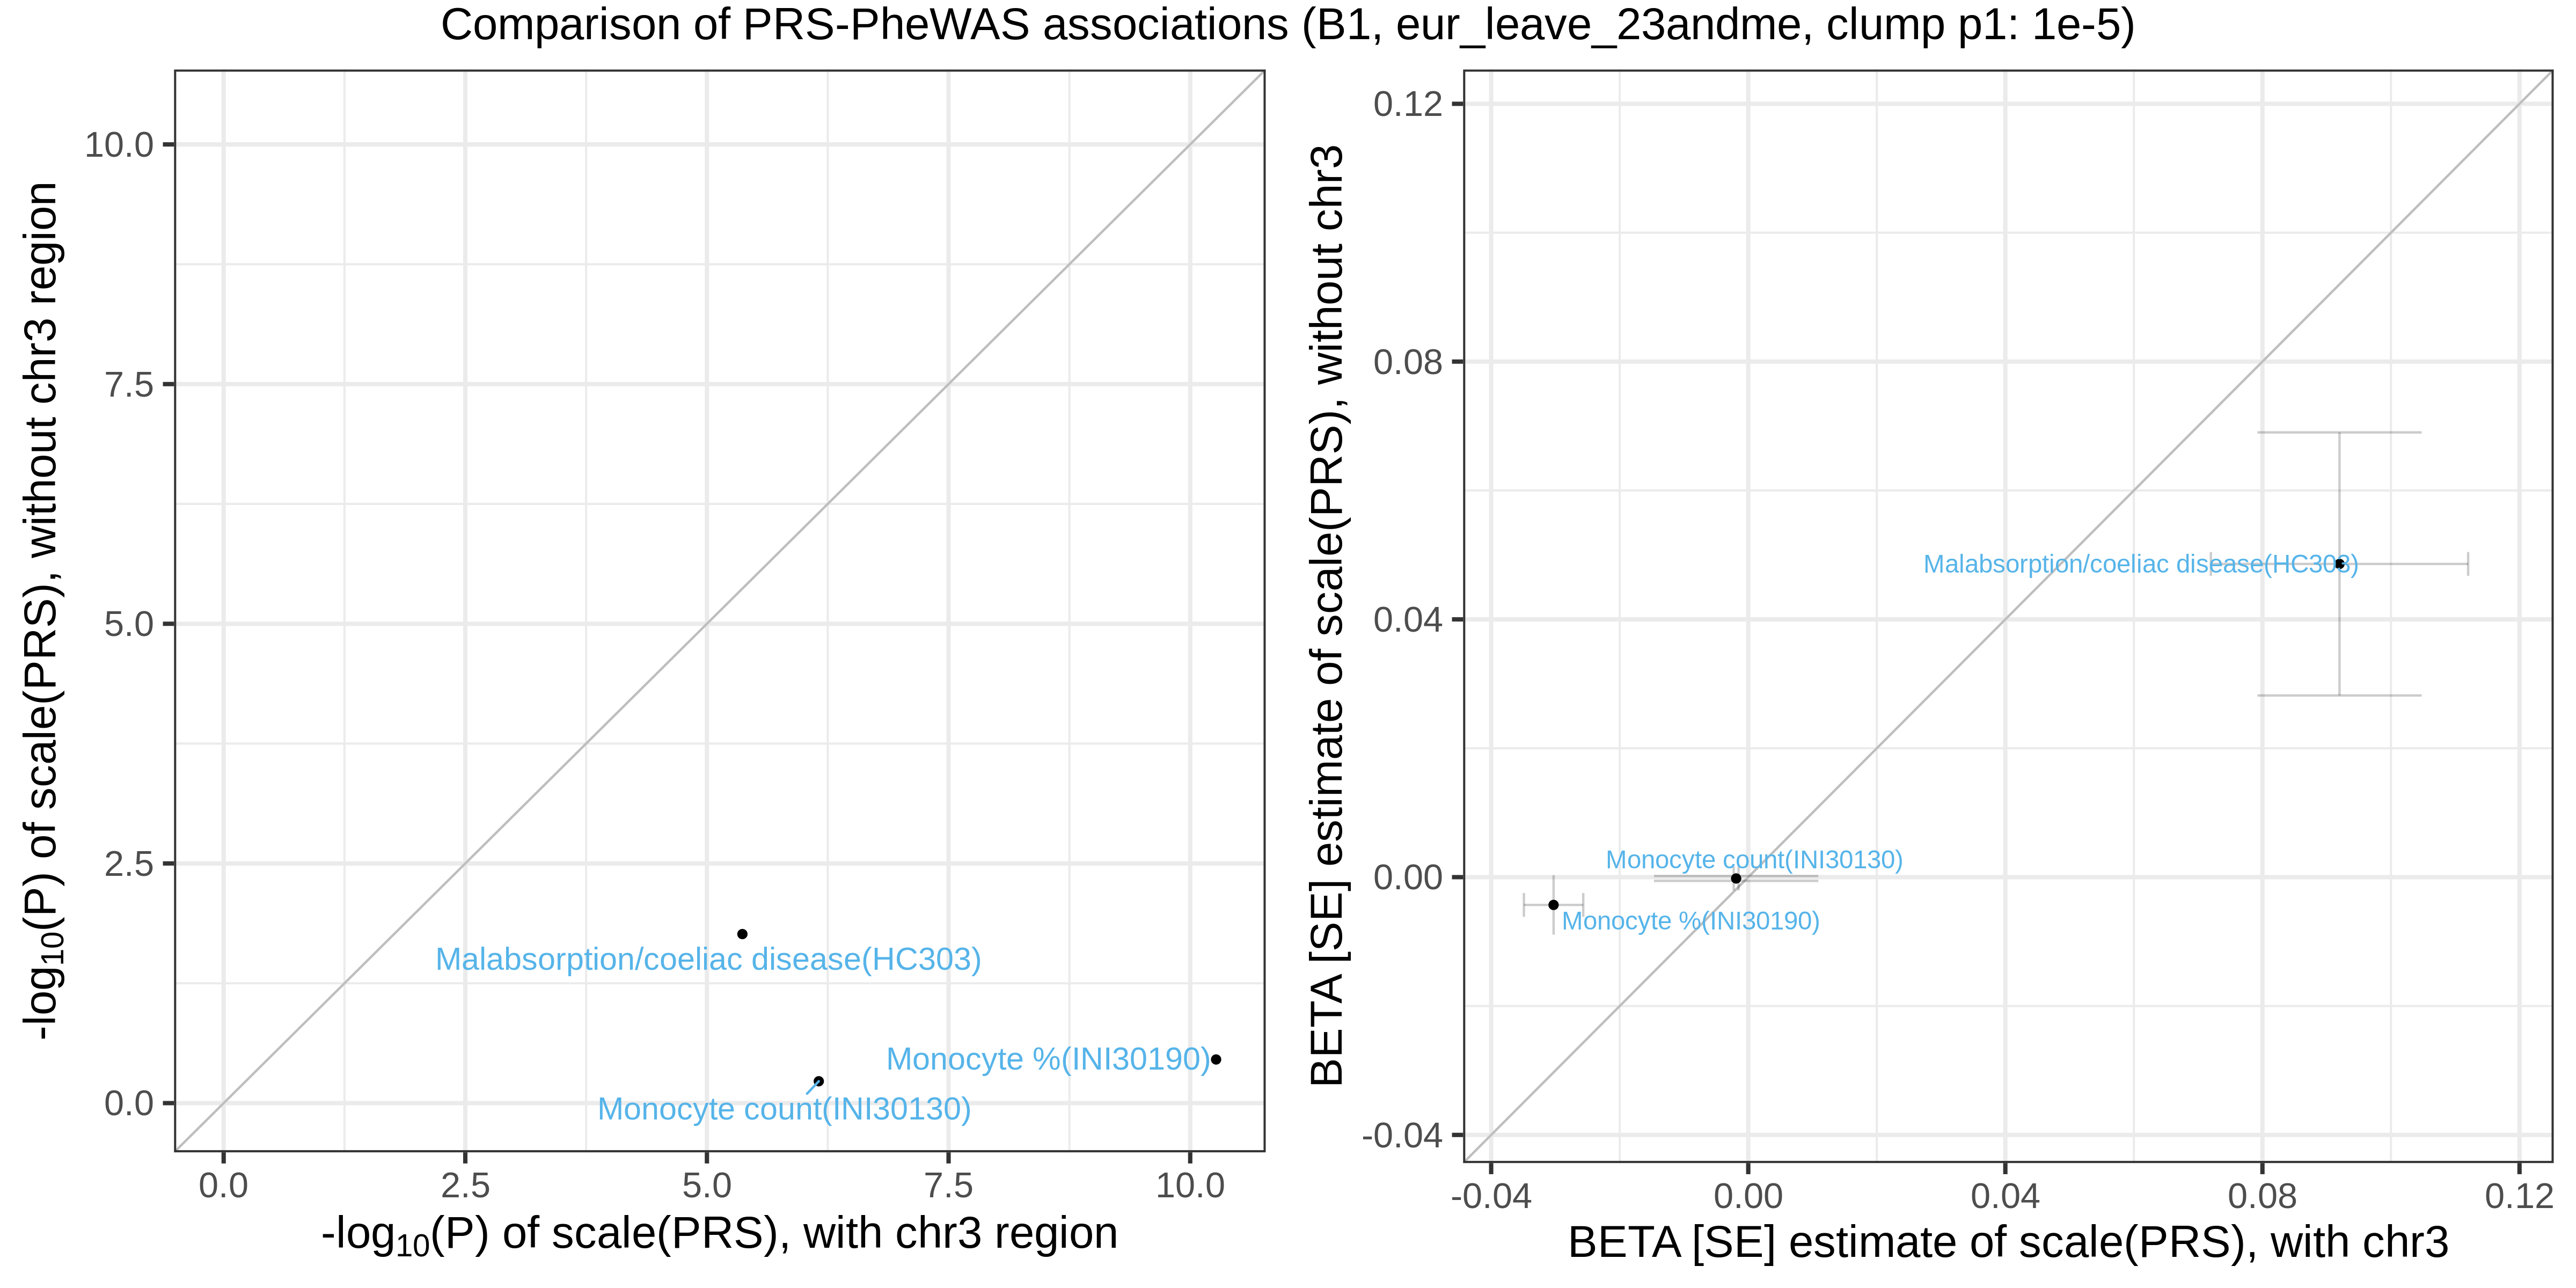 Comparison of PRS-PheWAS associations (B1, eur_leave_23andme, clump p1: 1e-5)
-log10(P) of scale(PRS), without chr3 region
10.0
7.5
5.0
2.5
0.0
Malabsorption/coeliac disease(HC303)
Monocyte %(INI30190)
Monocyte count(INI30130)
0.0 2.5 5.0 7.5 10.0
-log10(P) of scale(PRS), with chr3 region
BETA [SE] estimate of scale(PRS), without chr3
0.12
0.08
0.04
0.00
-0.04
Malabsorption/coeliac disease(HC303)
Monocyte count(INI30130)
Monocyte %(INI30190)
-0.04 0.00 0.04 0.08 0.12
BETA [SE] estimate of scale(PRS), with chr3